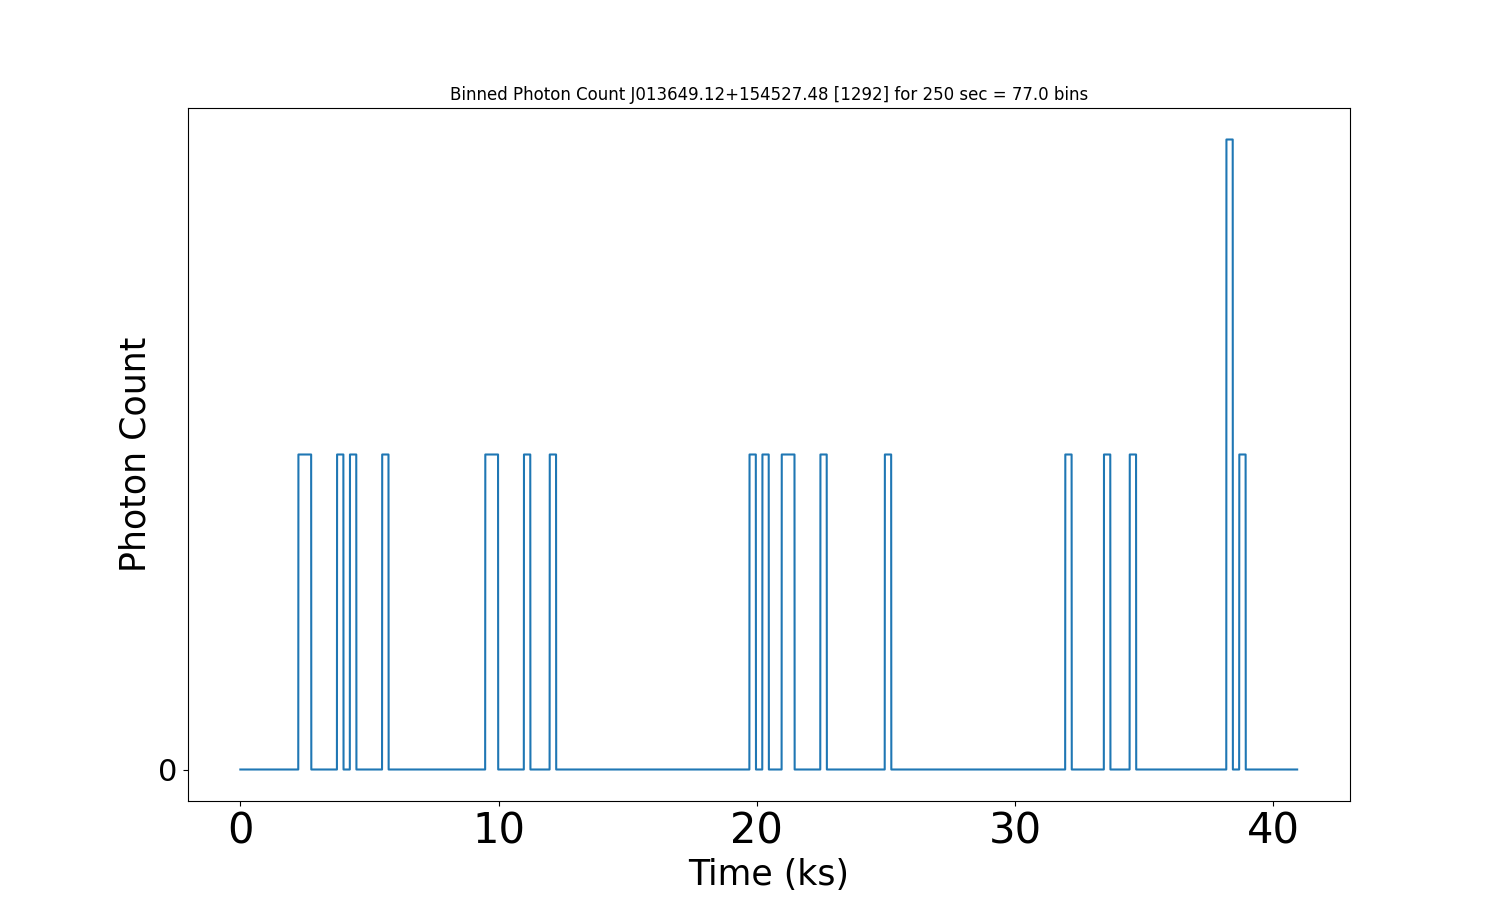 Binned Photon Count J013649.12+154527.48 [1292] for 250 sec = 77.0 bins
Photon Count
0
0 10 20 30 40
Time (ks)